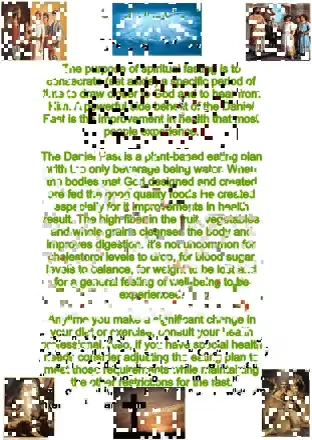 The purpose of spiritual fasting is to
consecrate set aside a specific period of
time to draw closer to God and to hear from
Him. A powerful side benefit of the Daniel
Fast is the improvement in health that most
people experience.
The Daniel Fast is a plant-based eating plan
with the only beverage being water. When
the bodies that God designed and created
are fed the good quality foods He created
especially for it improvements in health
result. The high fiber in the fruit, vegetables
and whole grains cleanses the body and
improves digestion. It's not uncommon for
cholesterol levels to drop, for blood sugar
levels to balance, for weight to be lost and
for a general feeling of well-being to be
experienced.
Anytime you make a significant change in
your diet or exercise, consult your health
professional. Also, if you have special health
needs consider adjusting the eating plan to
meet those requirements while maintaining
the other restrictions for the fast.